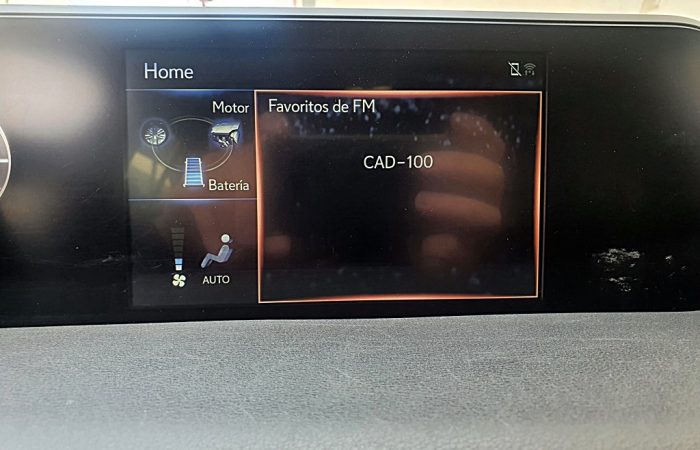 Home
Motor
Batería
AUTO
Favoritos de FM
CAD-100